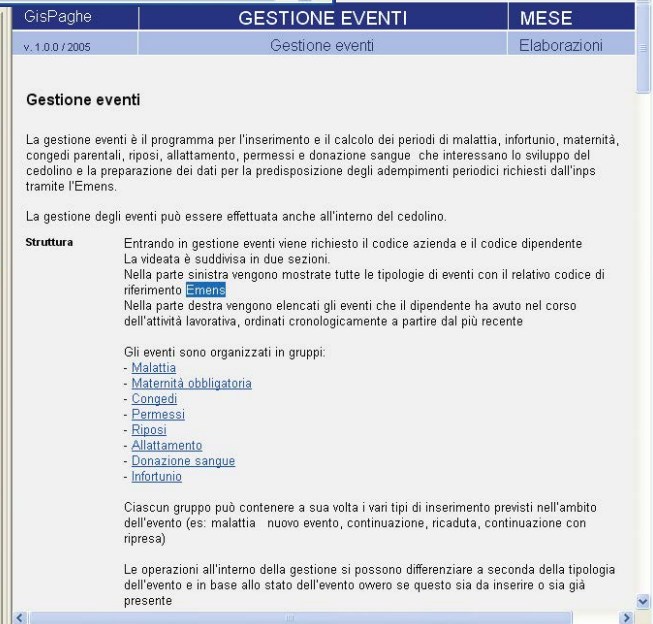 GisPaghe GESTIONE EVENTI MESE
v. 1.0.0 / 2005 Gestione eventi Elaborazioni
Gestione eventi
La gestione eventi è il programma per l'inserimento e il calcolo dei periodi di malattia, infortunio, maternità,
congedi parentali, riposi, allattamento, permessi e donazione sangue che interessano lo sviluppo del
cedolino e la preparazione dei dati per la predisposizione degli adempimenti periodici richiesti dall'inps
tramite l'Emens.
La gestione degli eventi può essere effettuata anche all'interno del cedolino.
Struttura Entrando in gestione eventi viene richiesto il codice azienda e il codice dipendente
La videata è suddivisa in due sezioni.
Nella parte sinistra vengono mostrate tutte le tipologie di eventi con il relativo codice di
riferimento Emens
Nella parte destra vengono elencati gli eventi che il dipendente ha avuto nel corso
dell'attività lavorativa, ordinati cronologicamente a partire dal più recente
Gli eventi sono organizzati in gruppi:
- Malattia
- Maternità obbligatoria
- Congedi
- Permessi
- Riposi
- Allattamento
- Donazione sangue
- Infortunio
Ciascun gruppo può contenere a sua volta i vari tipi di inserimento previsti nell'ambito
dell'evento (es: malattia nuovo evento, continuazione, ricaduta, continuazione con
ripresa)
Le operazioni all'interno della gestione si possono differenziare a seconda della tipologia
dell'evento e in base allo stato dell'evento ovvero se questo sia da inserire o sia già
presente